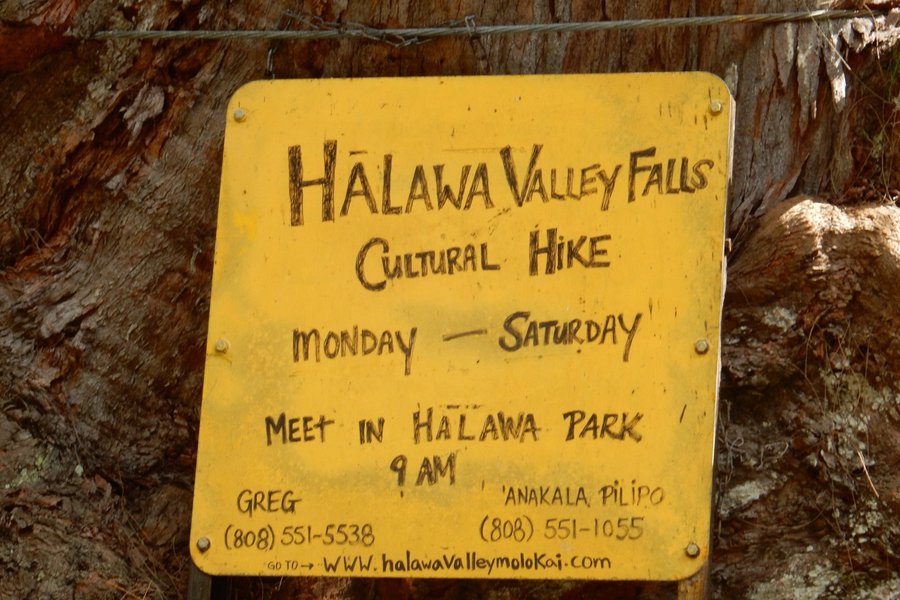 HĀLAWA VALLEY FALLS
CULTURAL HIKE
MONDAY — SATURDAY
MEET IN HĀLAWA PARK
9 AM
GREG 'ANAKALA PILIPO
(808) 551-5538 (808) 551-1055
GO TO → WWW.halawaValleymoloKai.com